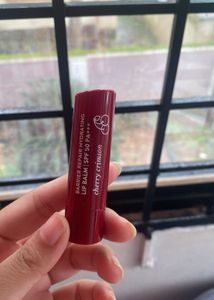 BARRIER REPAIR HYDRATING
LIP BALM | SPF 50 PA+++
cherry crimson